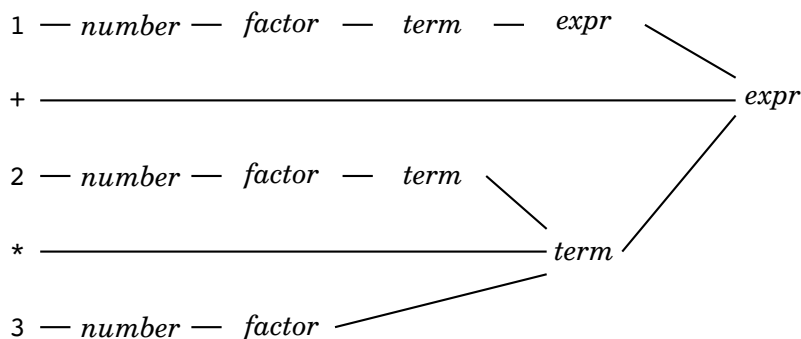 1 number factor term expr
+ expr
2 number factor term
* term
3 number factor